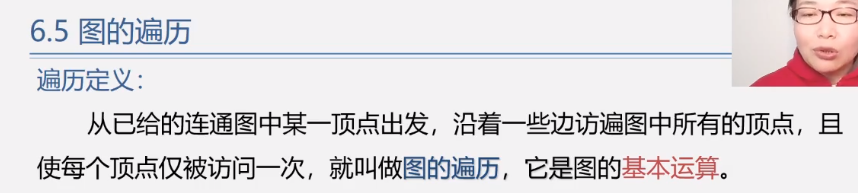 6.5 图的遍历
遍历定义：
从已给的连通图中某一顶点出发，沿着一些边访遍图中所有的顶点，且
使每个顶点仅被访问一次，就叫做图的遍历，它是图的基本运算。